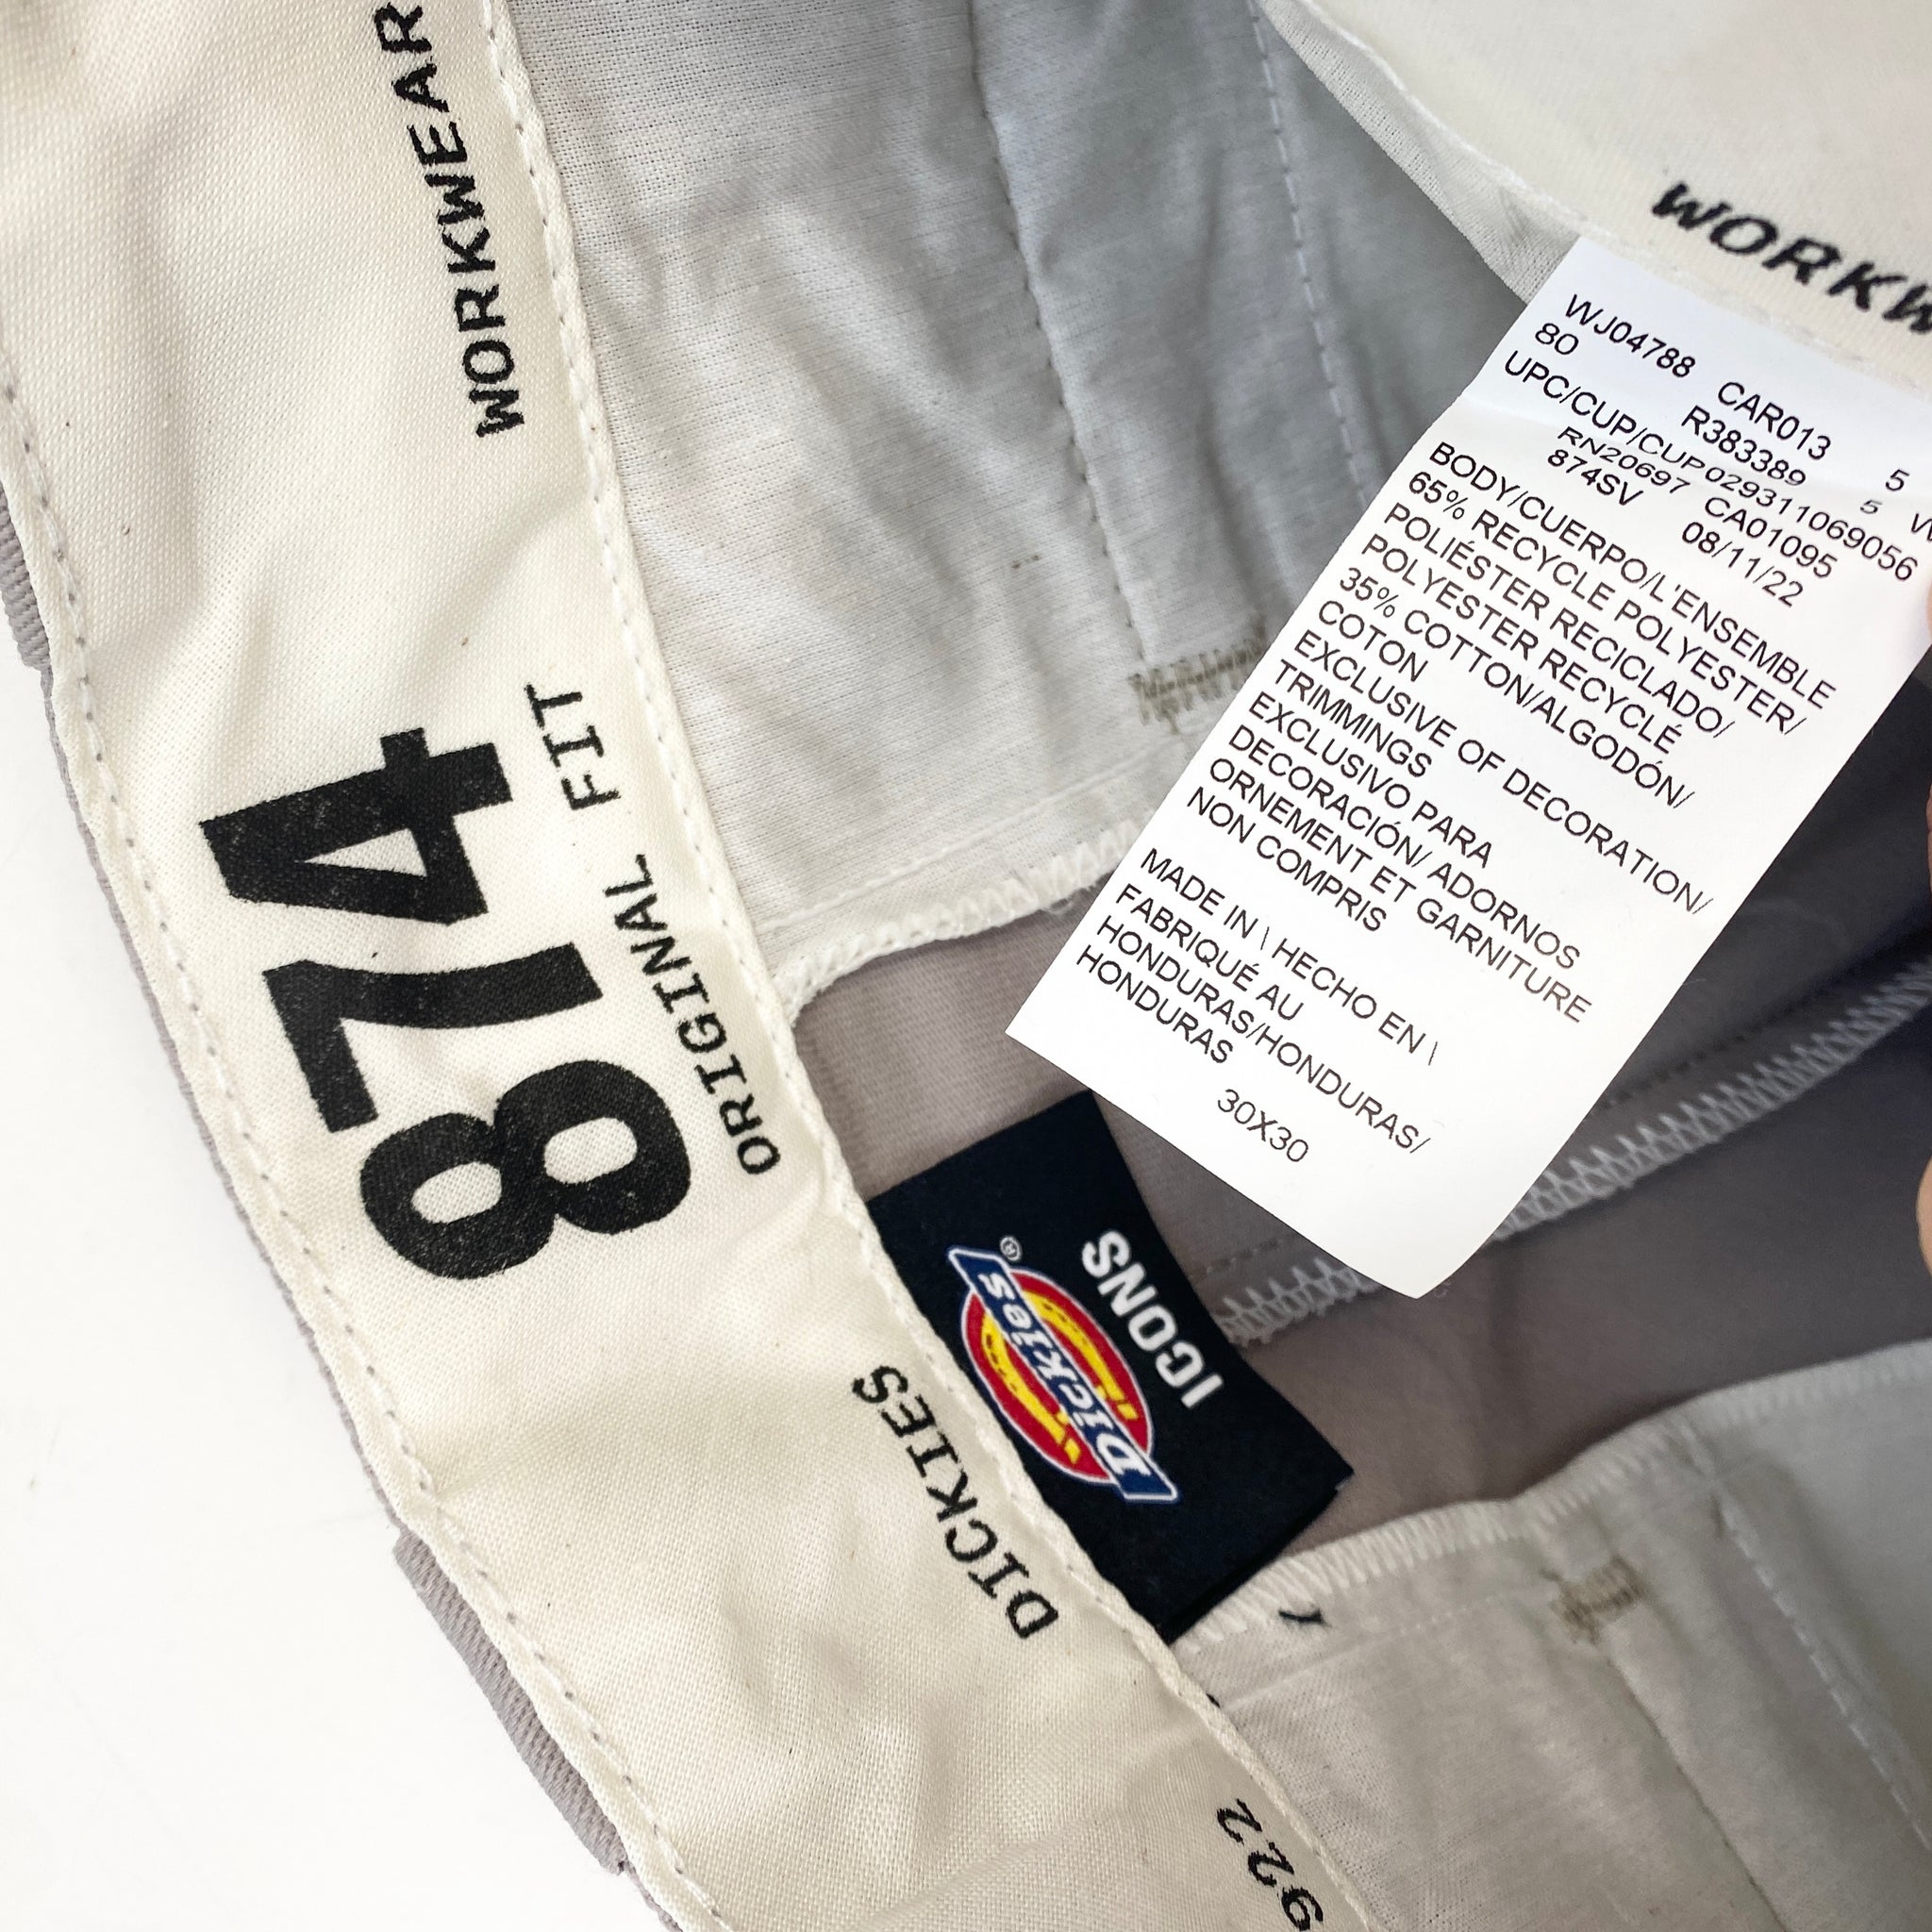 WORKWEAR
874
ORIGINAL FIT
DICKIES
922
Dickies®
ICONS
WORKW
WJ04788 CAR013 5
80 R383389 5
UPC/CUP/CUP029311069056
RN20697 CA01095
874SV 08/11/22
BODY/CUERPO/L'ENSEMBLE
65% RECYCLE POLYESTER/
POLIÉSTER RECICLADO/
POLYESTER RECYCLÉ
35% COTTON/ALGODÓN/
COTON
EXCLUSIVE OF DECORATION/
TRIMMINGS
EXCLUSIVO PARA
DECORACIÓN/ ADORNOS
ORNEMENT ET GARNITURE
NON COMPRIS
MADE IN \ HECHO EN \
FABRIQUÉ AU
HONDURAS/HONDURAS/
HONDURAS
30X30